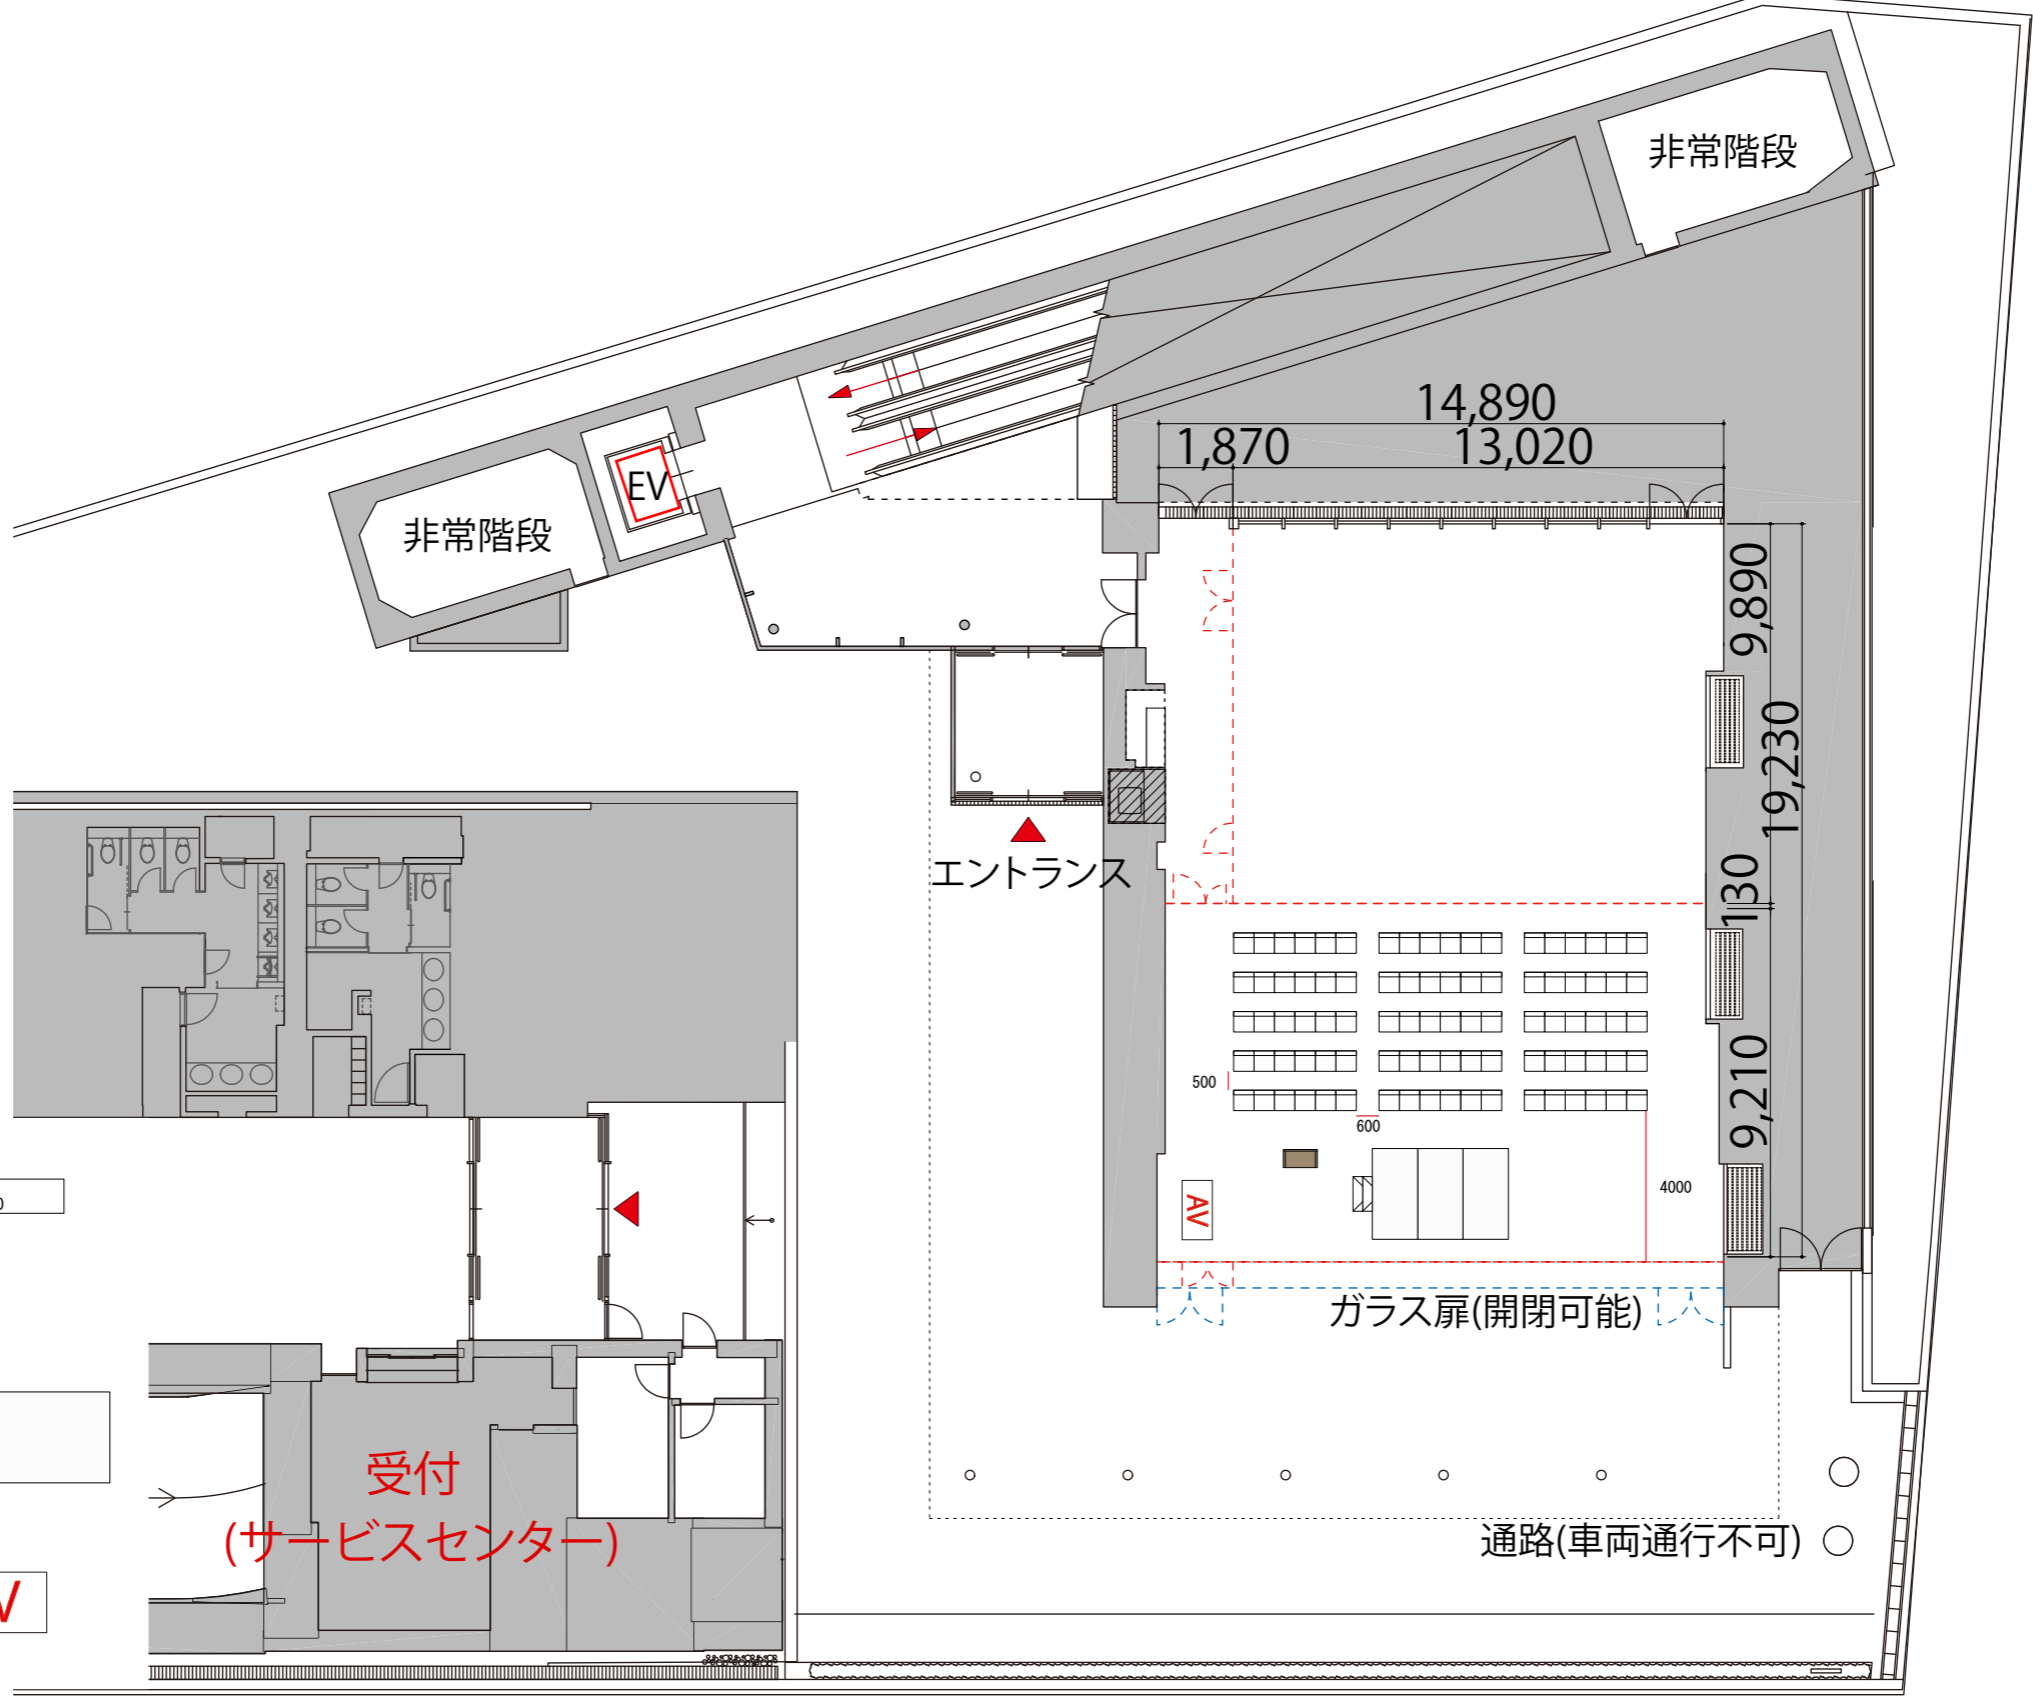 非常階段
14,890
1,870
13,020
EV
非常階段
9,890
19,230
エントランス
130
500
600
9,210
AV
4000
ガラス扉(開閉可能)
受付
(サービスセンター)
通路(車両通行不可)